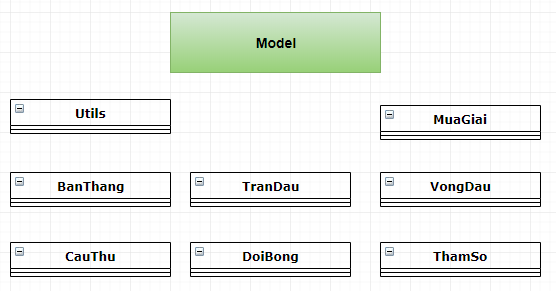 Model
Utils
MuaGiai
BanThang
TranDau
VongDau
CauThu
DoiBong
ThamSo